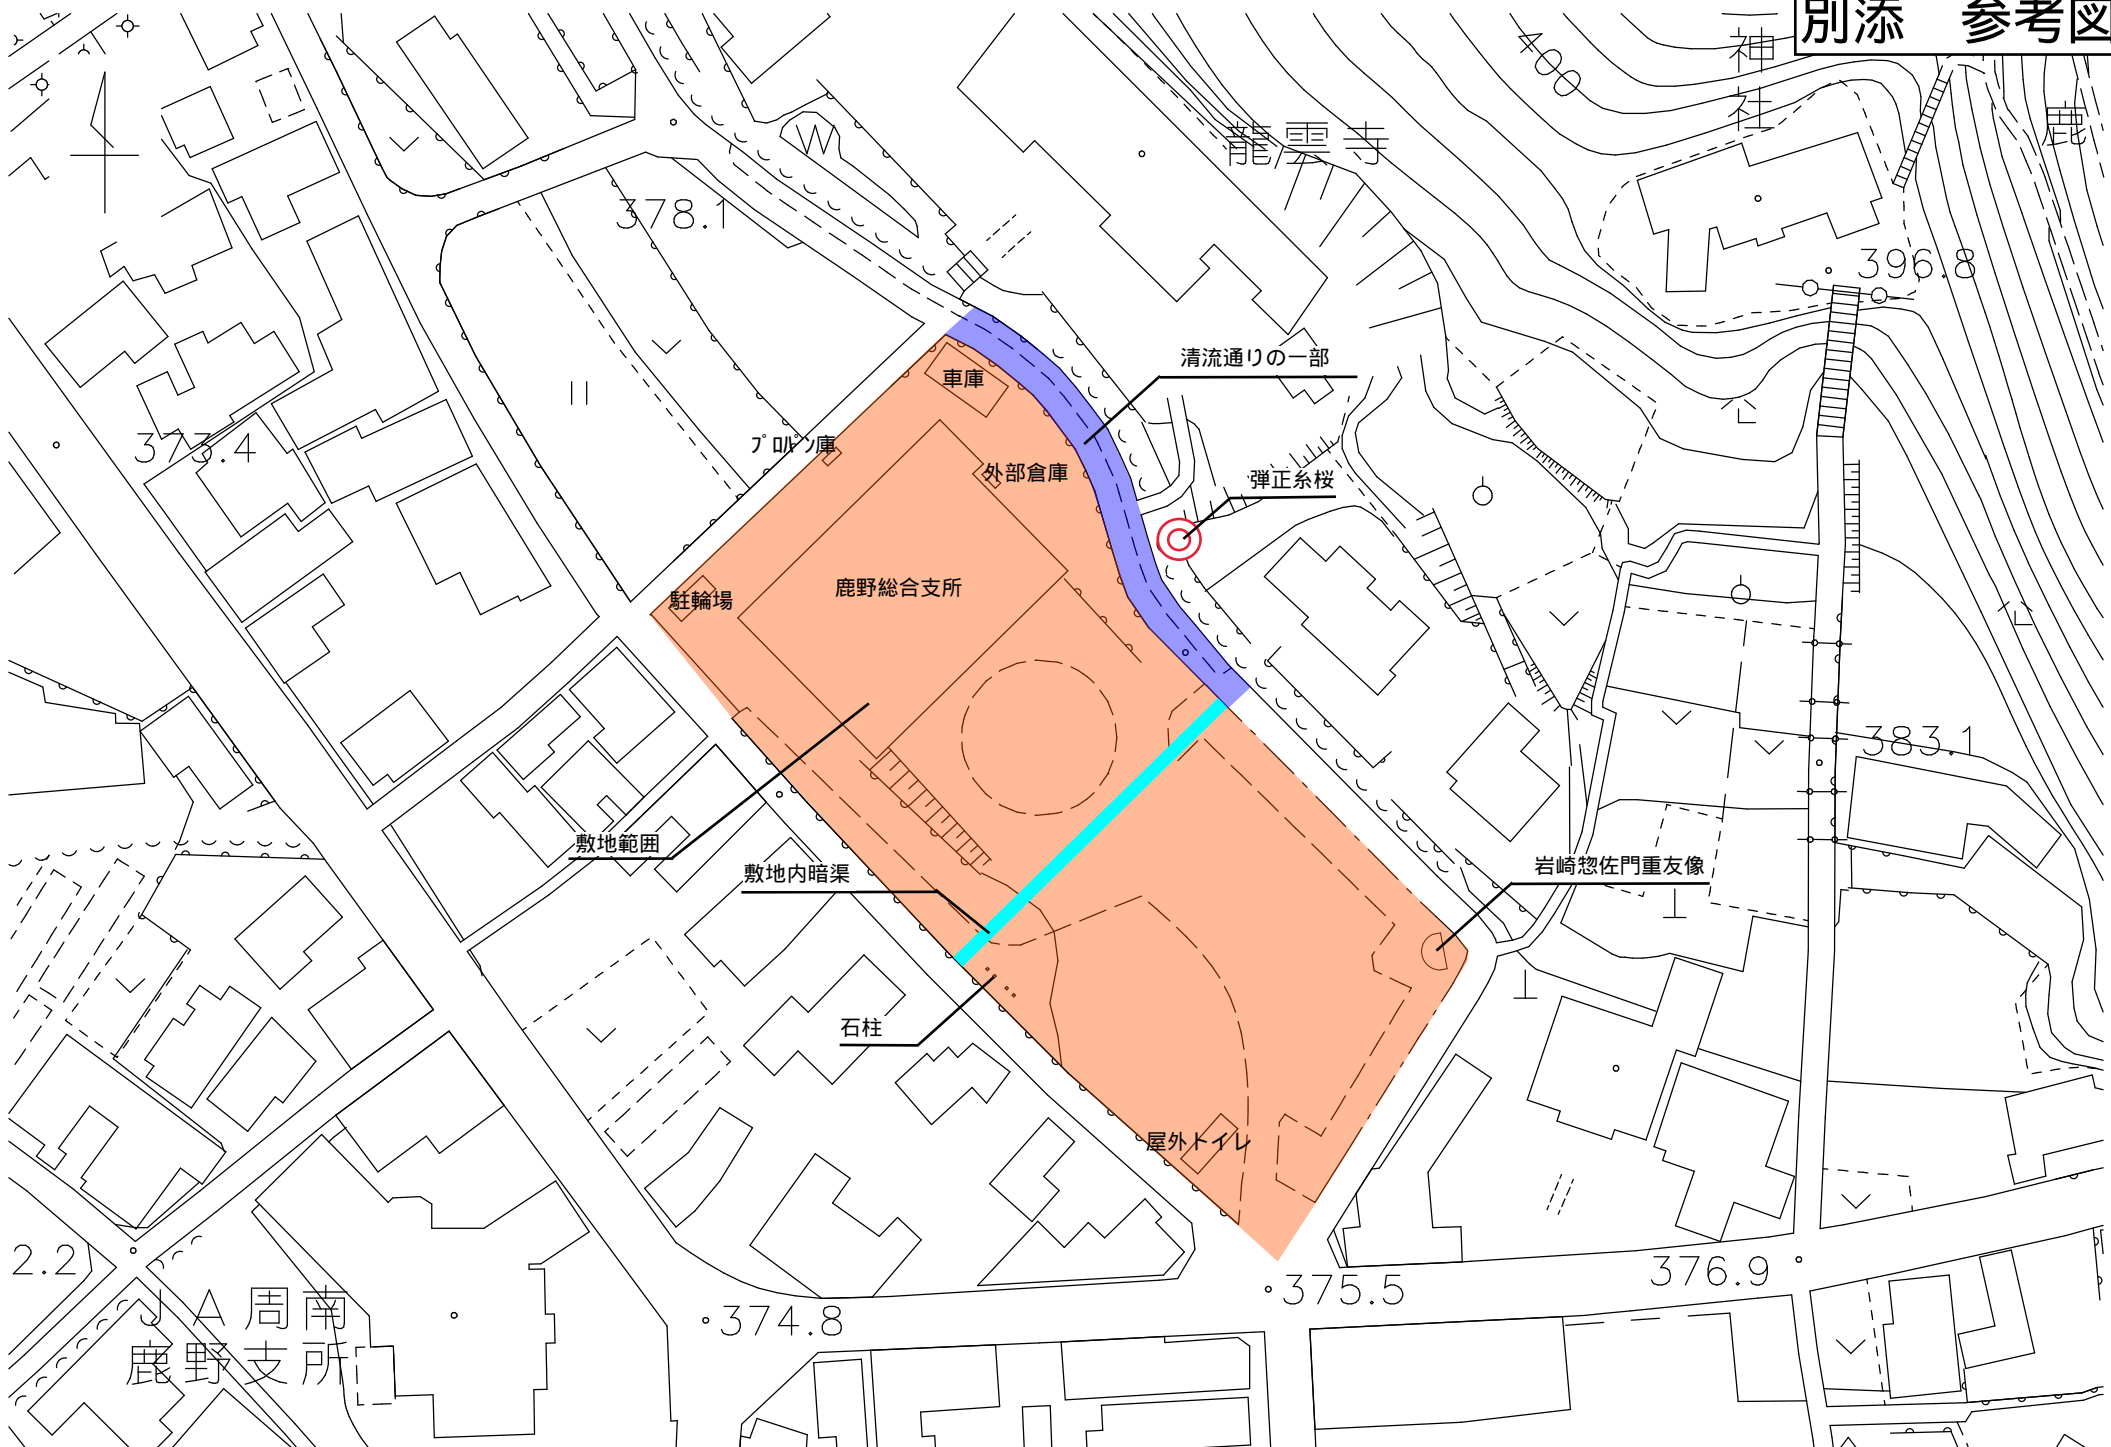 別添　参考図
神
社
鹿
龍雲寺
400
W
378.1
396.8
清流通りの一部
車庫
373.4
プロパン庫
外部倉庫
弾正糸桜
鹿野総合支所
駐輪場
383.1
敷地範囲
敷地内暗渠
岩崎惣佐門重友像
石柱
屋外トイレ
2.2
376.9
375.5
374.8
ＪＡ周南
鹿野支所